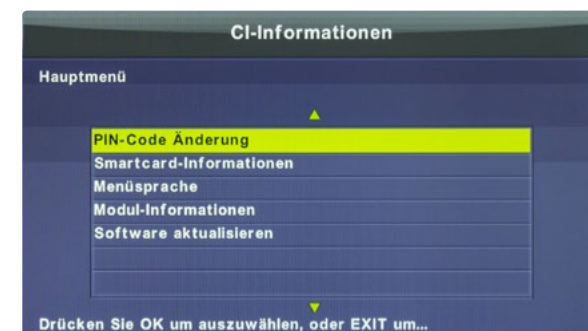 CI-Informationen
Hauptmenü
PIN-Code Änderung
Smartcard-Informationen
Menüsprache
Modul-Informationen
Software aktualisieren
Drücken Sie OK um auszuwählen, oder EXIT um...